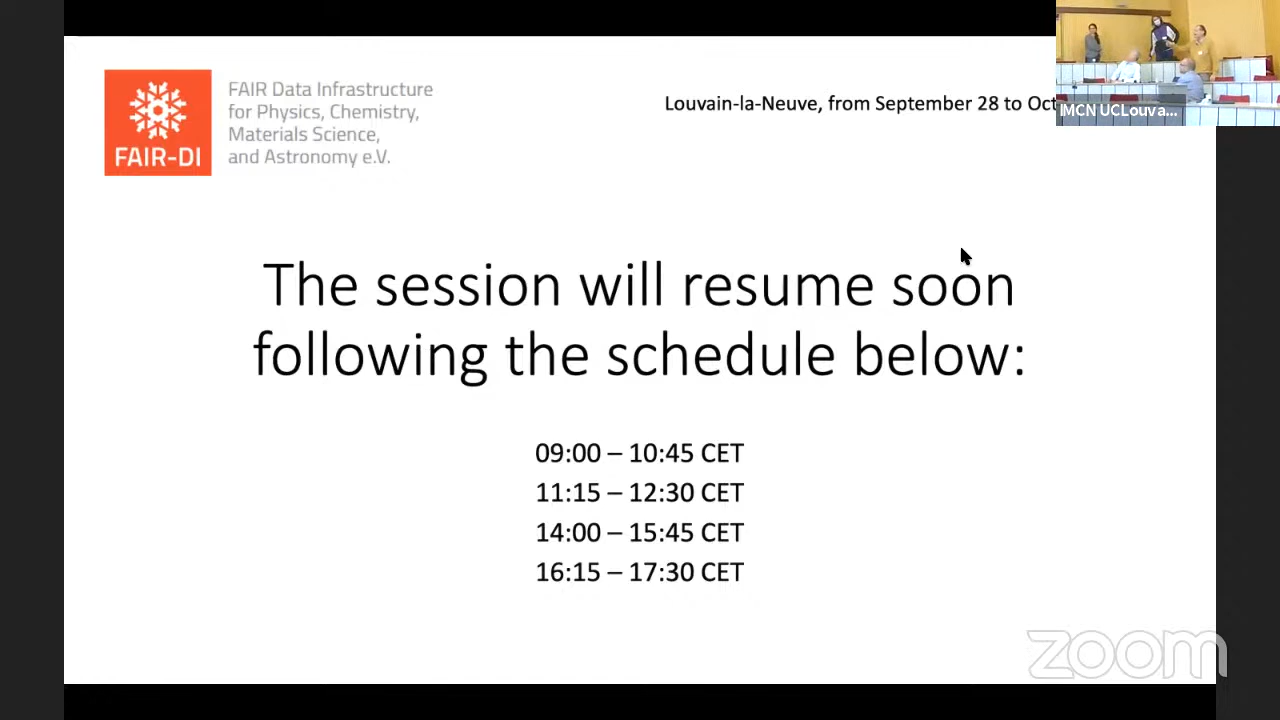 FAIR-DI
FAIR Data Infrastructure
for Physics, Chemistry,
Materials Science,
and Astronomy e.V.
Louvain-la-Neuve, from September 28 to Oct
IMCN UCLouva...
The session will resume soon
following the schedule below:
09:00 – 10:45 CET
11:15 – 12:30 CET
14:00 – 15:45 CET
16:15 – 17:30 CET
zoom